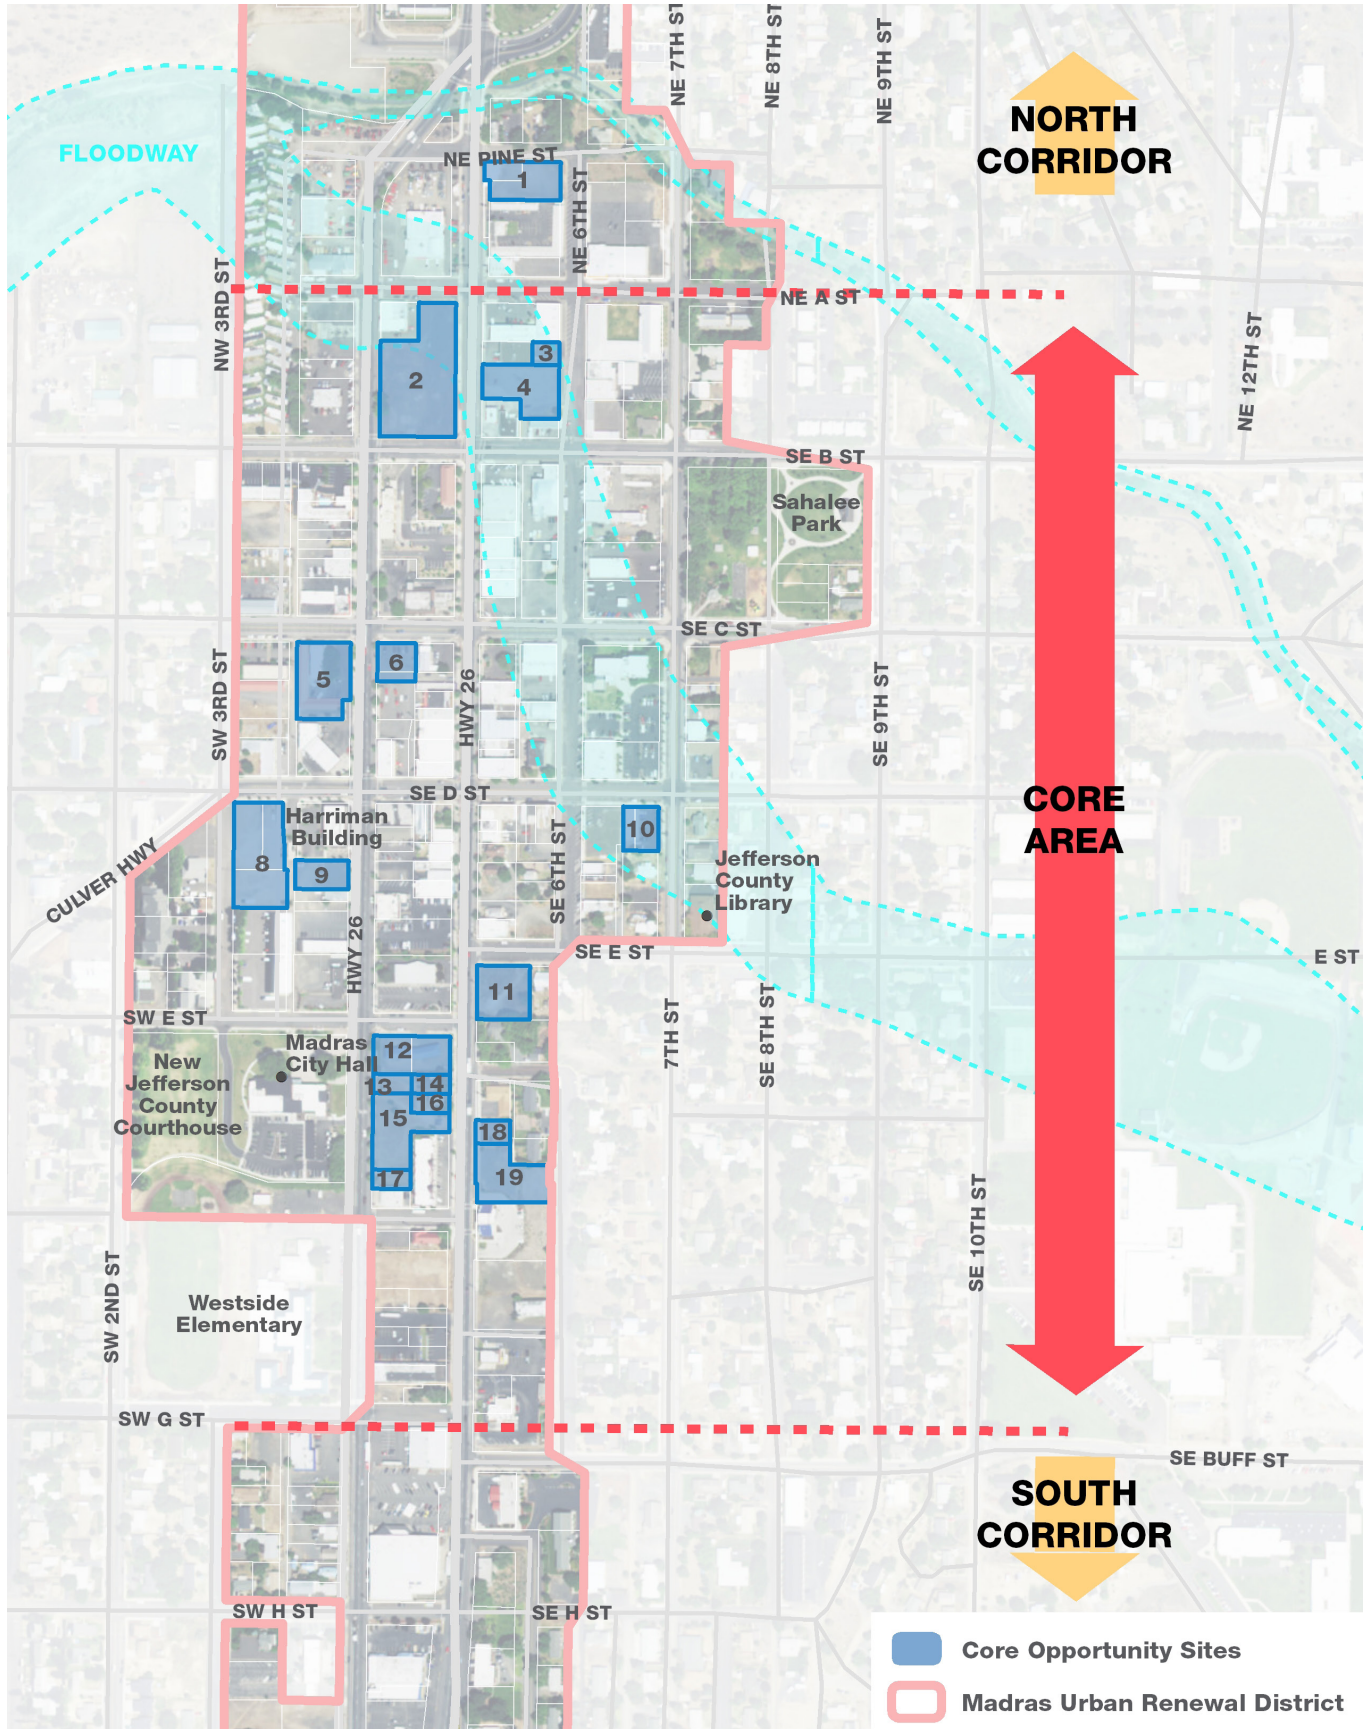 NE 7TH ST
NE 8TH ST
NE 9TH ST
NORTH
CORRIDOR
FLOODWAY
NE PINE ST
1
NE 6TH ST
NW 3RD ST
NE A ST
NE 12TH ST
2
3
4
SE B ST
Sahalee
Park
SE C ST
SW 3RD ST
5
6
HWY 26
SE 9TH ST
SE D ST
CORE
AREA
Harriman
Building
8
9
10
CULVER HWY
SE 6TH ST
Jefferson
County
Library
HWY 26
SE E ST
E ST
11
SW E ST
7TH ST
SE 8TH ST
Madras
City Hall
New
Jefferson
County
Courthouse
12
13
14
15
16
17
18
19
SE 10TH ST
SW 2ND ST
Westside
Elementary
SW G ST
SE BUFF ST
SOUTH
CORRIDOR
SW H ST
SE H ST
Core Opportunity Sites
Madras Urban Renewal District